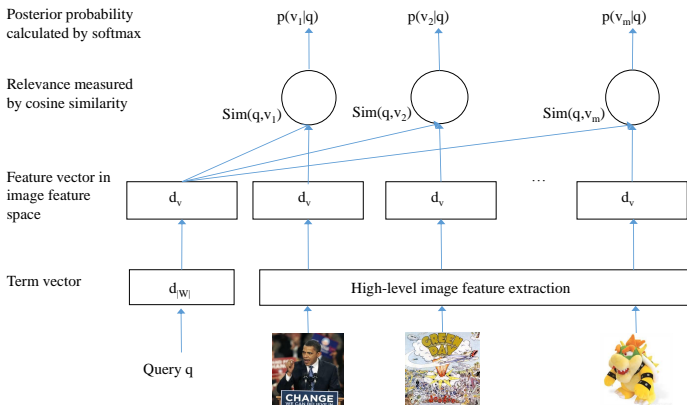 Posterior probability
calculated by softmax
p(v1|q)
p(v2|q)
p(vm|q)
Relevance measured
by cosine similarity
Sim(q,v1)
Sim(q,v2)
Sim(q,vm)
Feature vector in
image feature
space
...
dv
dv
dv
dv
Term vector
d|W|
High-level image feature extraction
Query q
CHANGE
GREEN
DAY